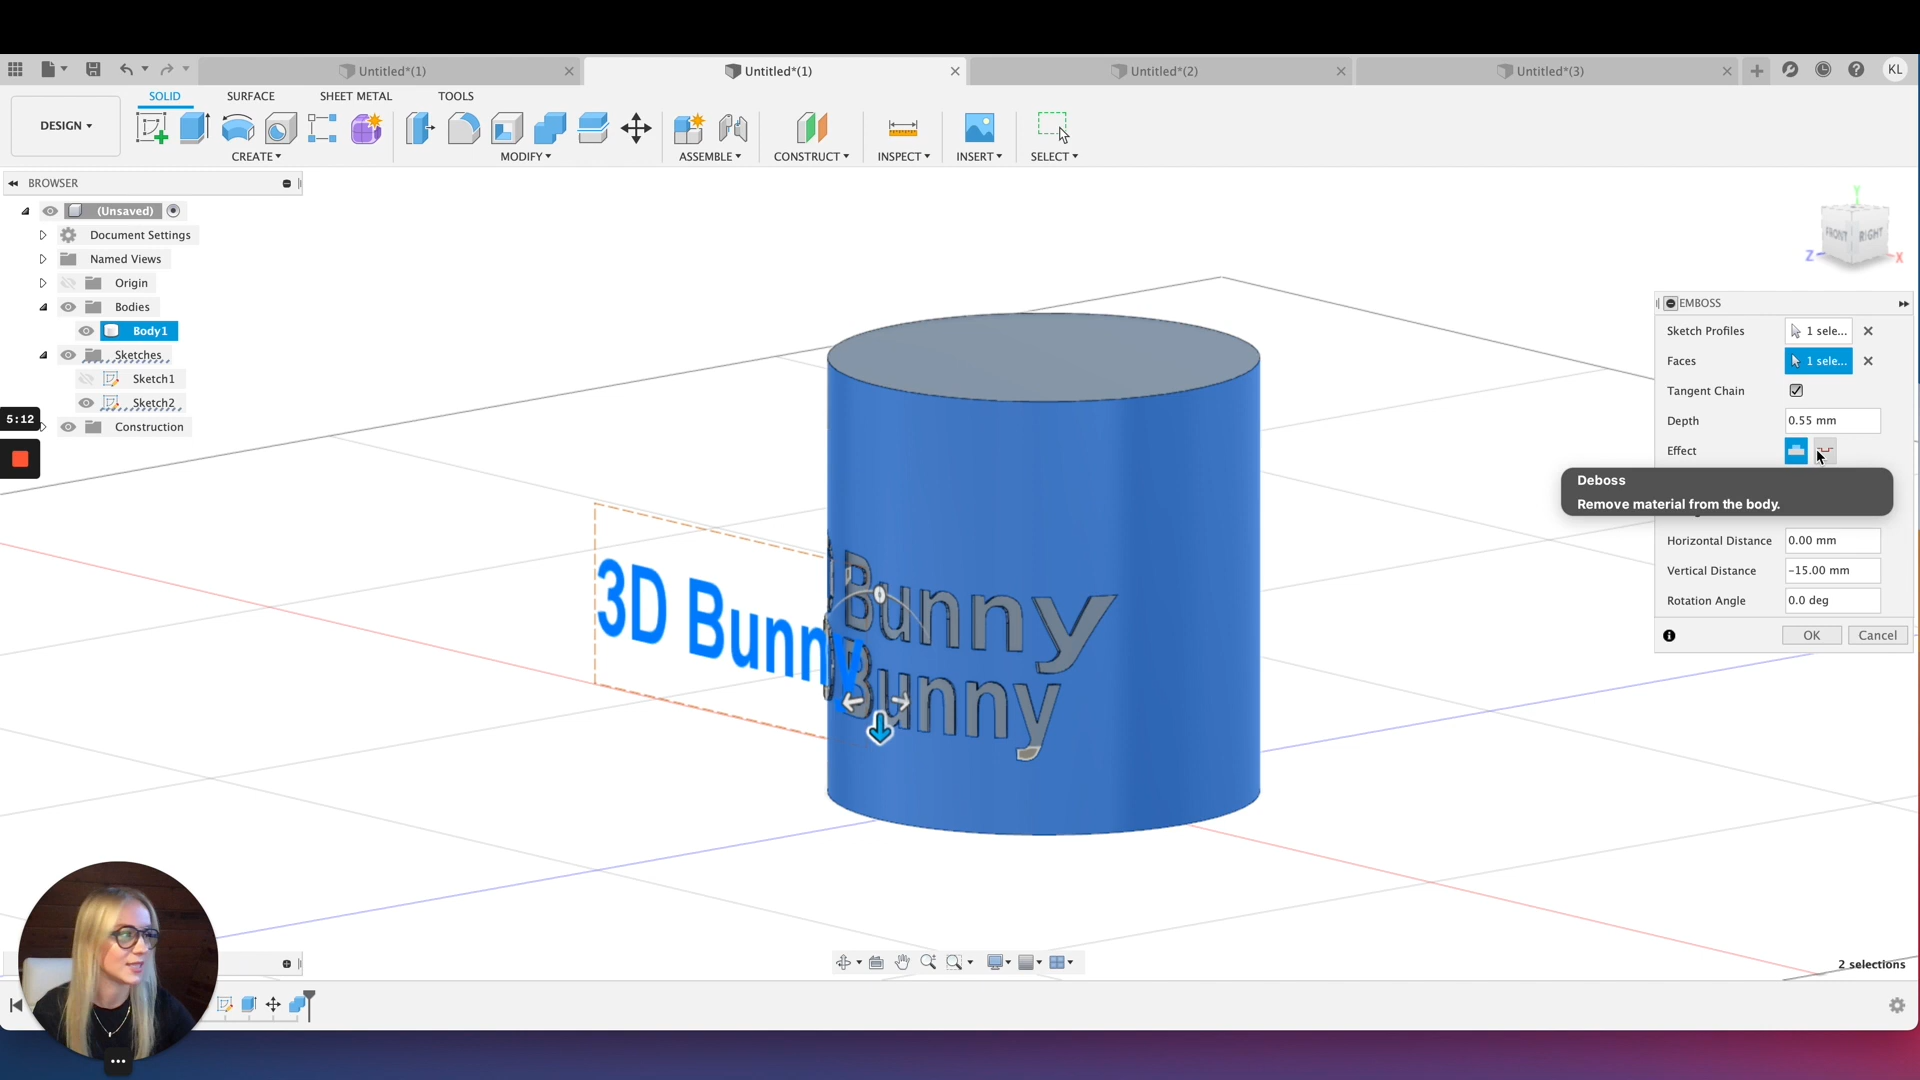 Untitled*(1)
Untitled*(1)
Untitled*(2)
Untitled*(3)
KL
SOLID
SURFACE
SHEET METAL
TOOLS
DESIGN
CREATE
MODIFY
ASSEMBLE
CONSTRUCT
INSPECT
INSERT
SELECT
BROWSER
(Unsaved)
Document Settings
Named Views
Origin
Bodies
Body1
Sketches
Sketch1
Sketch2
Construction
5:12
3D Bunny
Bunny
Bunny
Y
FRONT
RIGHT
Z
X
EMBOSS
Sketch Profiles
1 sele...
Faces
1 sele...
Tangent Chain
Depth
0.55 mm
Effect
Deboss
Remove material from the body.
Horizontal Distance
0.00 mm
Vertical Distance
-15.00 mm
Rotation Angle
0.0 deg
OK
Cancel
2 selections